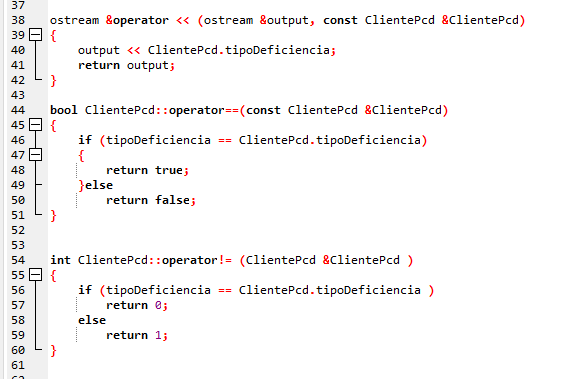 37
38 ostream &operator << (ostream &output, const ClientePcd &ClientePcd)
39 {
40     output << ClientePcd.tipoDeficiencia;
41     return output;
42 }
43
44 bool ClientePcd::operator==(const ClientePcd &ClientePcd)
45 {
46     if (tipoDeficiencia == ClientePcd.tipoDeficiencia)
47     {
48         return true;
49     }else
50         return false;
51 }
52
53
54 int ClientePcd::operator!= (ClientePcd &ClientePcd )
55 {
56     if (tipoDeficiencia == ClientePcd.tipoDeficiencia )
57         return 0;
58     else
59         return 1;
60 }
61